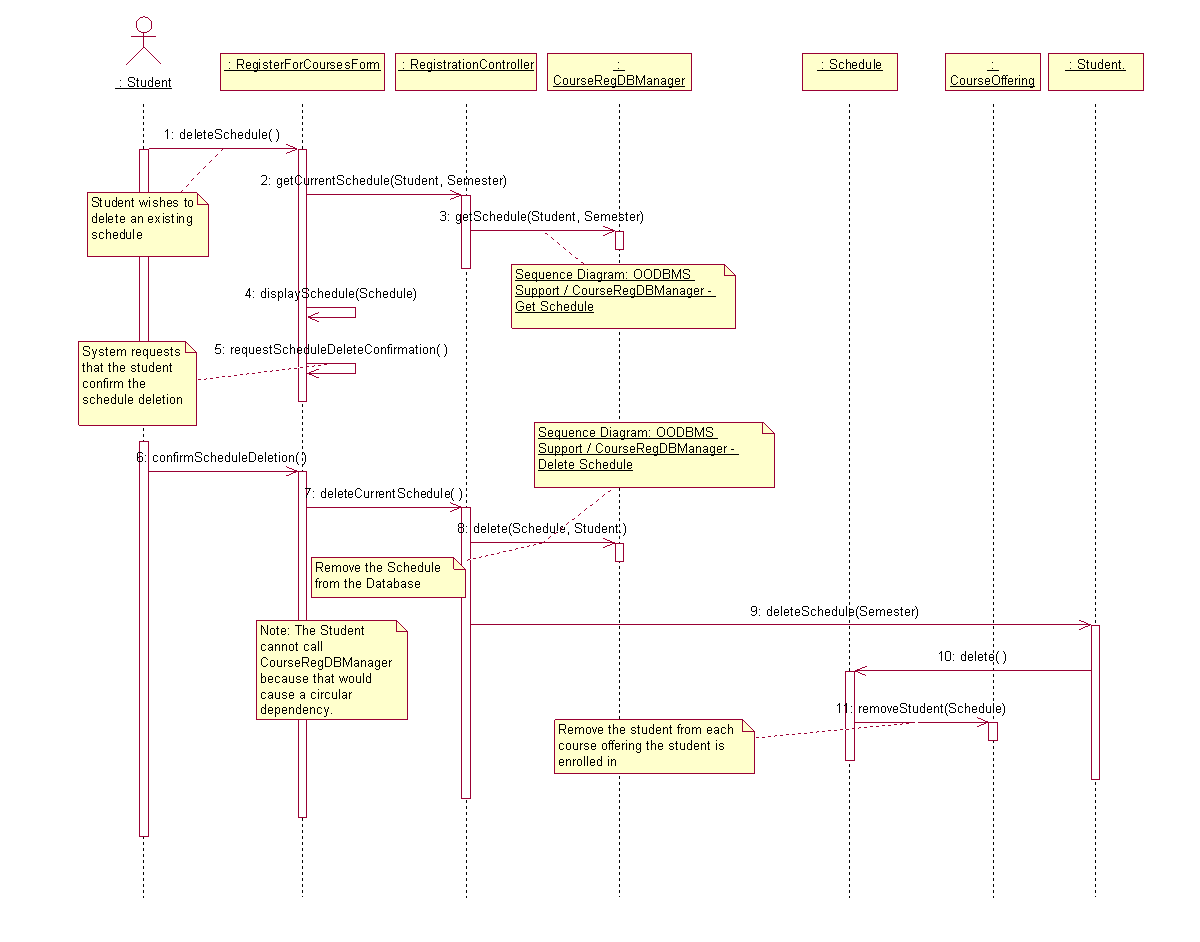 : Student
: RegisterForCoursesForm
: RegistrationController
:
CourseRegDBManager
: Schedule
:
CourseOffering
: Student.
1: deleteSchedule( )
2: getCurrentSchedule(Student, Semester)
Student wishes to
delete an existing
schedule
3: getSchedule(Student, Semester)
Sequence Diagram: OODBMS
Support / CourseRegDBManager -
Get Schedule
4: displaySchedule(Schedule)
5: requestScheduleDeleteConfirmation( )
System requests
that the student
confirm the
schedule deletion
Sequence Diagram: OODBMS
Support / CourseRegDBManager -
Delete Schedule
6: confirmScheduleDeletion( )
7: deleteCurrentSchedule( )
8: delete(Schedule, Student.)
Remove the Schedule
from the Database
9: deleteSchedule(Semester)
Note: The Student
cannot call
CourseRegDBManager
because that would
cause a circular
dependency.
10: delete( )
11: removeStudent(Schedule)
Remove the student from each
course offering the student is
enrolled in